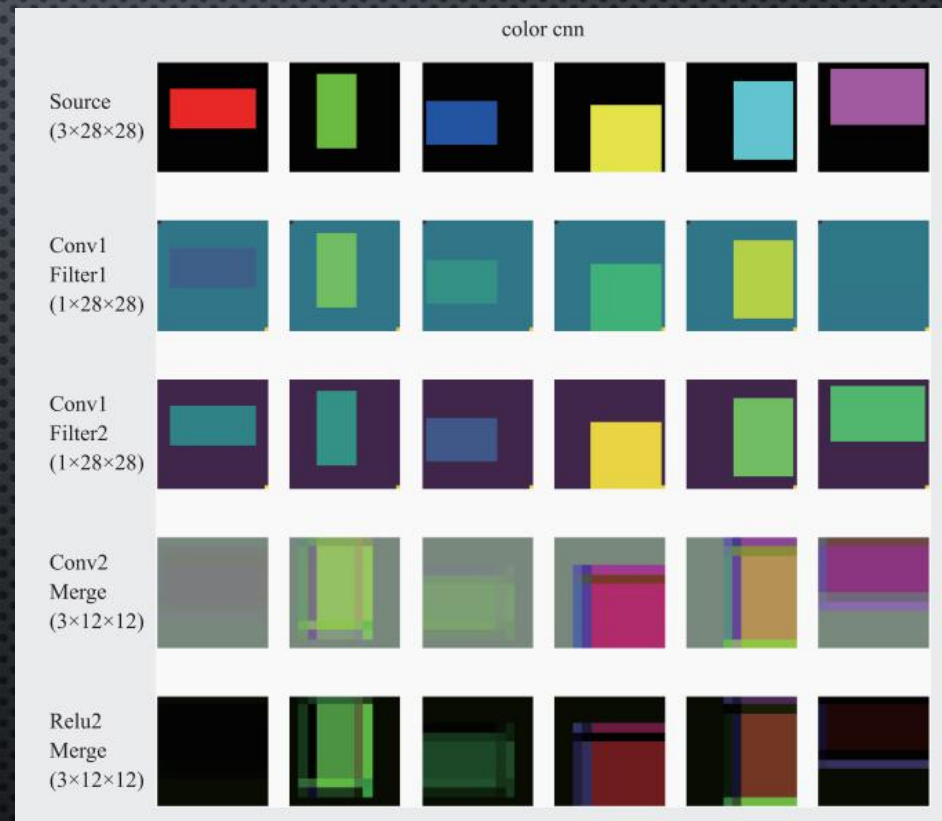 color cnn
Source
(3×28×28)
Conv1
Filter1
(1×28×28)
Conv1
Filter2
(1×28×28)
Conv2
Merge
(3×12×12)
Relu2
Merge
(3×12×12)